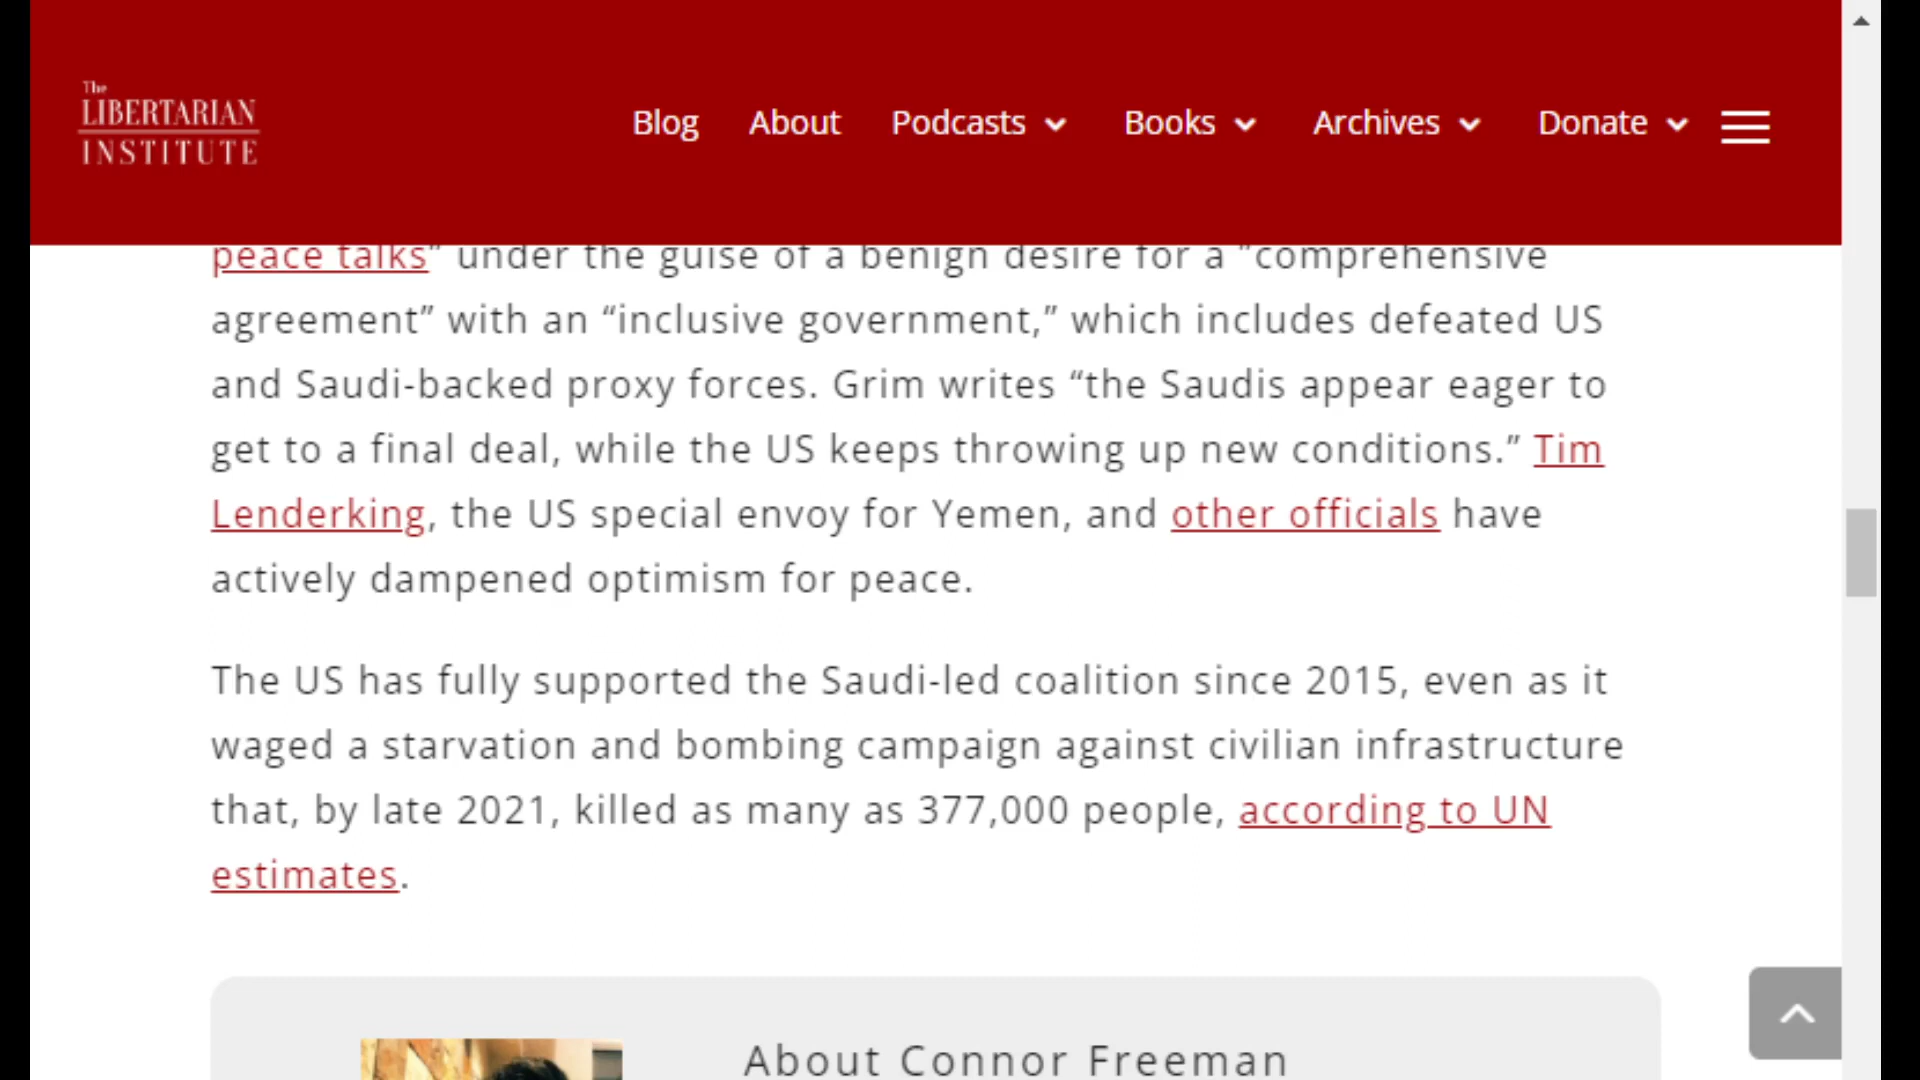 The
LIBERTARIAN
INSTITUTE
Blog About Podcasts Books Archives Donate
peace talks” under the guise of a benign desire for a “comprehensive
agreement” with an “inclusive government,” which includes defeated US
and Saudi-backed proxy forces. Grim writes “the Saudis appear eager to
get to a final deal, while the US keeps throwing up new conditions.” Tim
Lenderking, the US special envoy for Yemen, and other officials have
actively dampened optimism for peace.
The US has fully supported the Saudi-led coalition since 2015, even as it
waged a starvation and bombing campaign against civilian infrastructure
that, by late 2021, killed as many as 377,000 people, according to UN
estimates.
About Connor Freeman